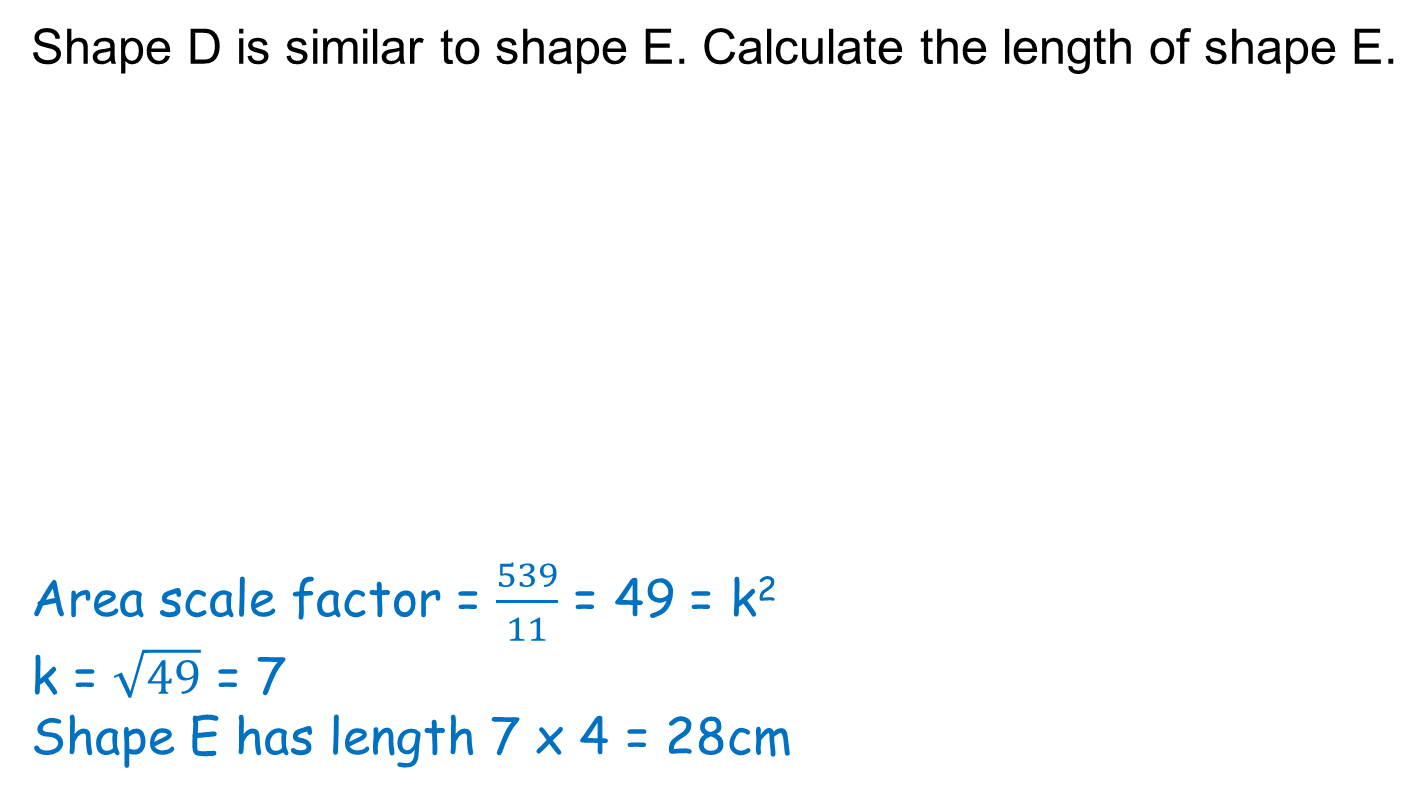 Shape D is similar to shape E. Calculate the length of shape E.
Area scale factor = 539/11 = 49 = k²
k = √49 = 7
Shape E has length 7 x 4 = 28cm